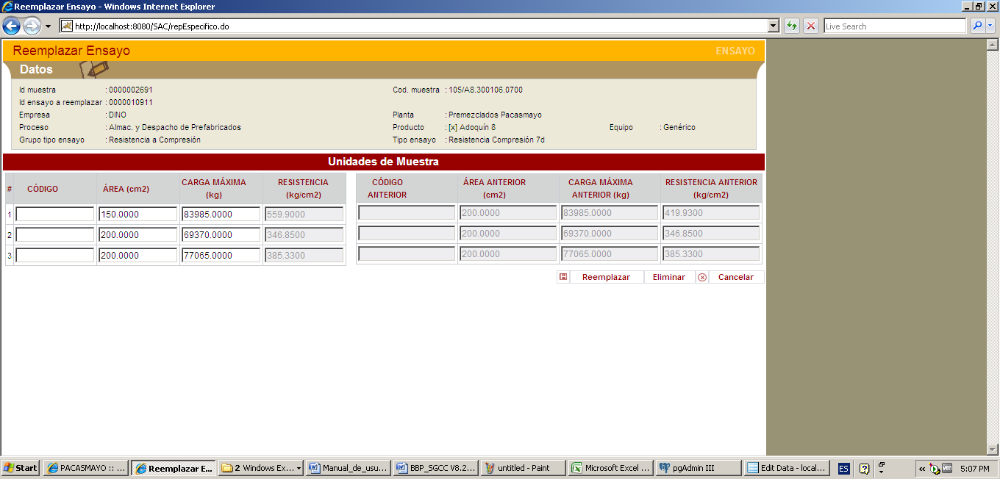 Reemplazar Ensayo - Windows Internet Explorer
http://localhost:8080/SAC/repEspecifico.do
Live Search
Reemplazar Ensayo ENSAYO
Datos
Id muestra : 0000002691 Cod. muestra : 105/A8.300106.0700
Id ensayo a reemplazar : 0000010911
Empresa : DINO Planta : Premezclados Pacasmayo
Proceso : Almac. y Despacho de Prefabricados Producto : [x] Adoquín 8 Equipo : Genérico
Grupo tipo ensayo : Resistencia a Compresión Tipo ensayo : Resistencia Compresión 7d
Unidades de Muestra
# CÓDIGO ÁREA (cm2) CARGA MÁXIMA (kg) RESISTENCIA (kg/cm2) CÓDIGO ANTERIOR ÁREA ANTERIOR (cm2) CARGA MÁXIMA ANTERIOR (kg) RESISTENCIA ANTERIOR (kg/cm2)
1 150.0000 83985.0000 559.9000 200.0000 83985.0000 419.9300
2 200.0000 69370.0000 346.8500 200.0000 69370.0000 346.8500
3 200.0000 77065.0000 385.3300 200.0000 77065.0000 385.3300
Reemplazar Eliminar Cancelar
Start PACASMAYO :: ... Reemplazar E... 2 Windows Ex... Manual_de_usu... BBP_SGCC V8.2... untitled - Paint Microsoft Excel ... pgAdmin III Edit Data - local... ES « vm 5:07 PM